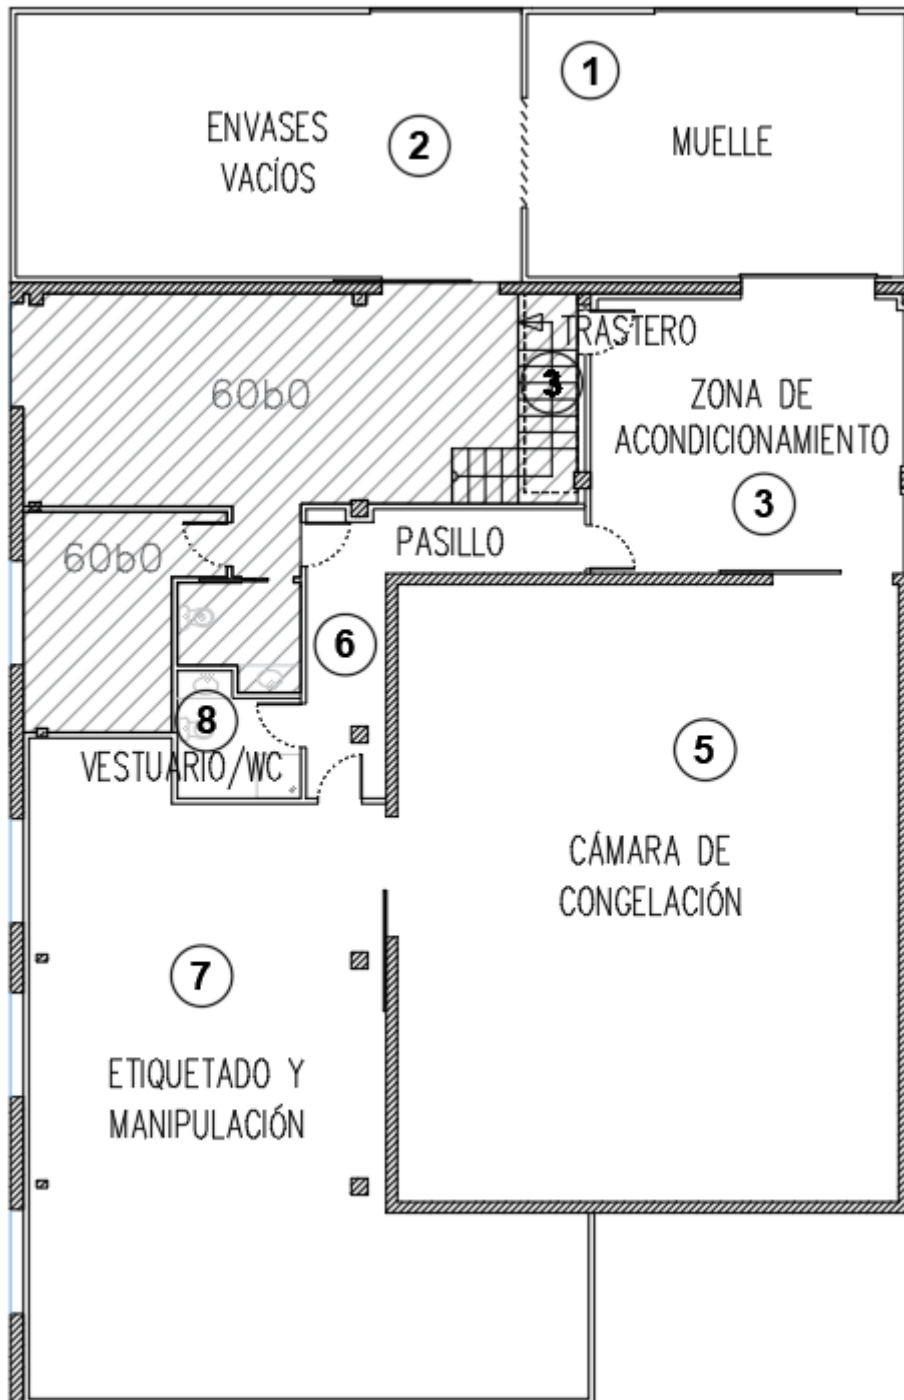 1
ENVASES
VACÍOS
2
MUELLE
TRASTERO
3
60b0
ZONA DE
ACONDICIONAMIENTO
3
60b0
PASILLO
6
8
VESTUARIO/WC
5
CÁMARA DE
CONGELACIÓN
7
ETIQUETADO Y
MANIPULACIÓN